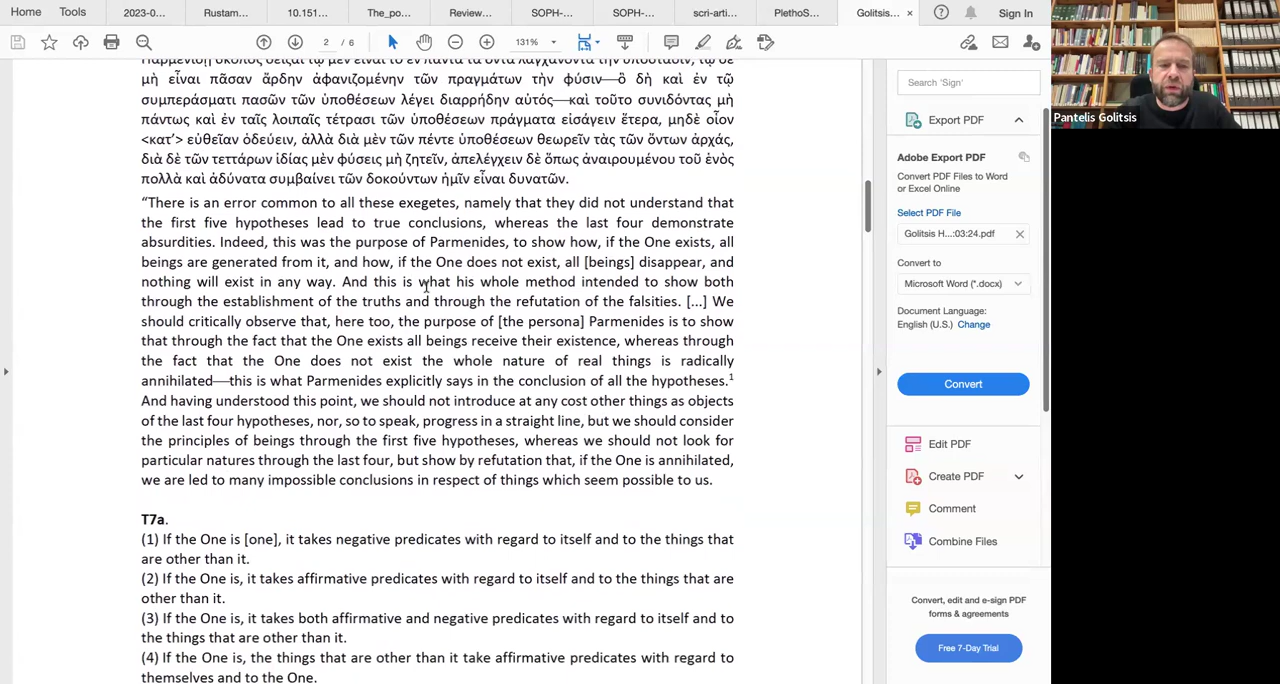 Home
Tools
2023-0...
Rustam...
10.151...
The_po...
Review...
SOPH-...
SOPH-...
scri-artic...
PlethoS...
Golitsis... ×
Sign In
2 / 6
131%
Παρμενίδῃ σκοπὸς δεῖξαι τῷ μὲν εἶναι τὸ ἓν πάντα τὰ ὄντα λαγχάνοντα τὴν ὑπόστασιν, τῷ δὲ
μὴ εἶναι πᾶσαν ἄρδην ἀφανιζομένην τῶν πραγμάτων τὴν φύσιν—ὃ δὴ καὶ ἐν τῷ
συμπεράσματι πασῶν τῶν ὑποθέσεων λέγει διαρρήδην αὐτός—καὶ τοῦτο συνιδόντας μὴ
πάντως καὶ ἐν ταῖς λοιπαῖς τέτρασι τῶν ὑποθέσεων πράγματα εἰσάγειν ἕτερα, μηδὲ οἷον
<κατ’> εὐθεῖαν ὁδεύειν, ἀλλὰ διὰ μὲν τῶν πέντε ὑποθέσεων θεωρεῖν τὰς τῶν ὄντων ἀρχάς,
διὰ δὲ τῶν τεττάρων ἰδίας μὲν φύσεις μὴ ζητεῖν, ἀπελέγχειν δὲ ὅπως ἀναιρουμένου τοῦ ἑνὸς
πολλὰ καὶ ἀδύνατα συμβαίνει τῶν δοκούντων ἡμῖν εἶναι δυνατῶν.
“There is an error common to all these exegetes, namely that they did not understand that
the first five hypotheses lead to true conclusions, whereas the last four demonstrate
absurdities. Indeed, this was the purpose of Parmenides, to show how, if the One exists, all
beings are generated from it, and how, if the One does not exist, all [beings] disappear, and
nothing will exist in any way. And this is what his whole method intended to show both
through the establishment of the truths and through the refutation of the falsities. [...] We
should critically observe that, here too, the purpose of [the persona] Parmenides is to show
that through the fact that the One exists all beings receive their existence, whereas through
the fact that the One does not exist the whole nature of real things is radically
annihilated—this is what Parmenides explicitly says in the conclusion of all the hypotheses.¹
And having understood this point, we should not introduce at any cost other things as objects
of the last four hypotheses, nor, so to speak, progress in a straight line, but we should consider
the principles of beings through the first five hypotheses, whereas we should not look for
particular natures through the last four, but show by refutation that, if the One is annihilated,
we are led to many impossible conclusions in respect of things which seem possible to us.
T7a.
(1) If the One is [one], it takes negative predicates with regard to itself and to the things that
are other than it.
(2) If the One is, it takes affirmative predicates with regard to itself and to the things that are
other than it.
(3) If the One is, it takes both affirmative and negative predicates with regard to itself and to
the things that are other than it.
(4) If the One is, the things that are other than it take affirmative predicates with regard to
themselves and to the One.
Search 'Sign'
Export PDF
Adobe Export PDF
Convert PDF Files to Word
or Excel Online
Select PDF File
Golitsis H...:03:24.pdf
Convert to
Microsoft Word (*.docx)
Document Language:
English (U.S.) Change
Convert
Edit PDF
Create PDF
Comment
Combine Files
Convert, edit and e-sign PDF
forms & agreements
Free 7-Day Trial
Pantelis Golitsis